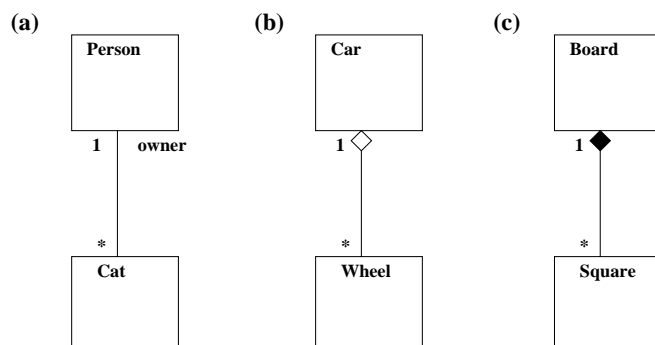 (a) (b) (c)
Person Car Board
1 owner 1 1
* * *
Cat Wheel Square